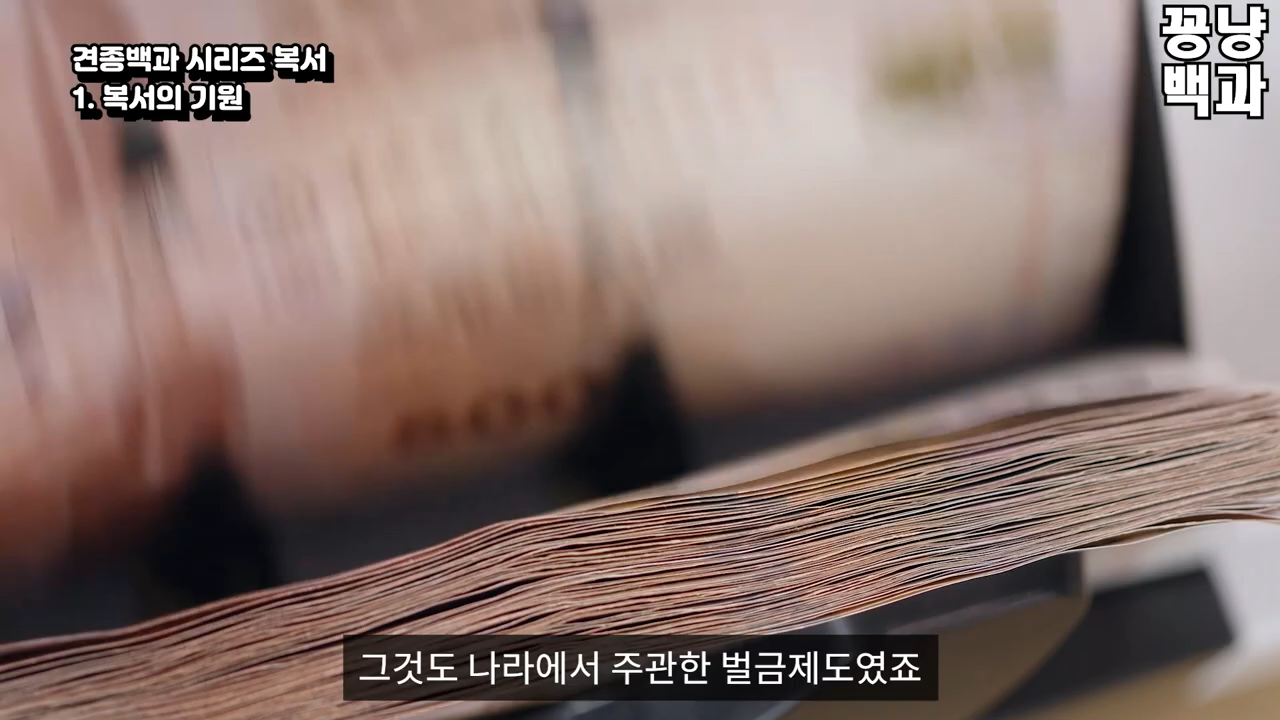 견종백과 시리즈 복서
1. 복서의 기원
꽁냥
백과
그것도 나라에서 주관한 벌금제도였죠